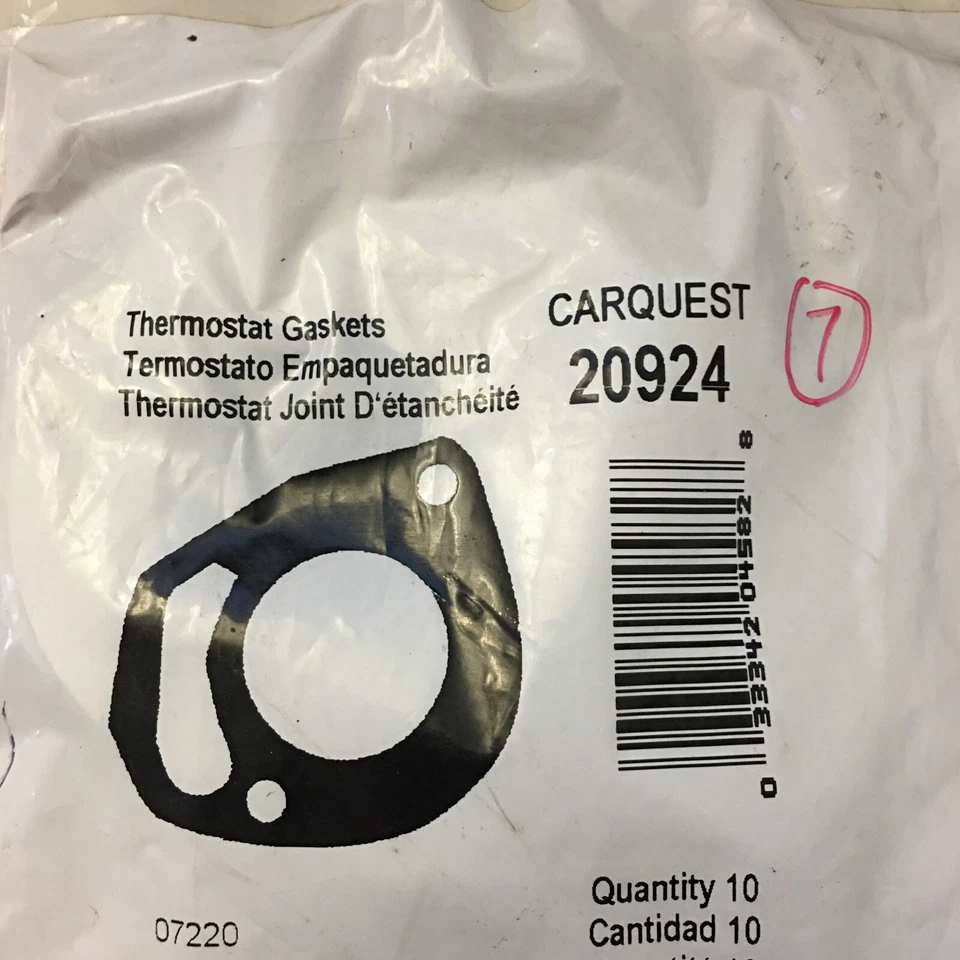 Thermostat Gaskets
Termostato Empaquetadura
Thermostat Joint D'étanchéité
CARQUEST
20924
7
0 33342 04582 8
Quantity 10
Cantidad 10
07220